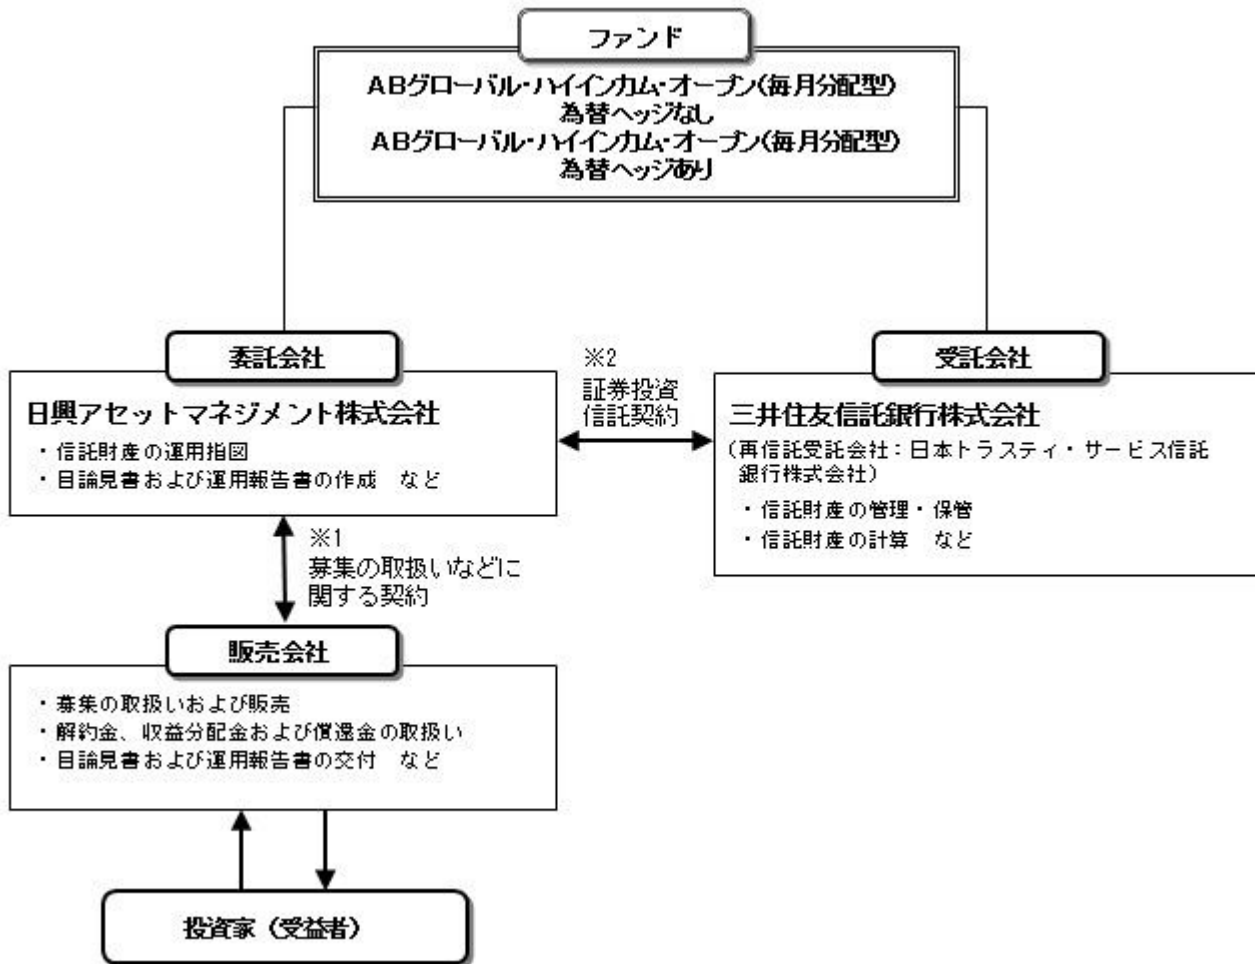 ファンド
ABグローバル・ハイインカム・オープン(毎月分配型)
為替ヘッジなし
ABグローバル・ハイインカム・オープン(毎月分配型)
為替ヘッジあり
委託会社
日興アセットマネジメント株式会社
・信託財産の運用指図
・目論見書および運用報告書の作成 など
※2
証券投資
信託契約
受託会社
三井住友信託銀行株式会社
(再信託受託会社：日本トラスティ・サービス信託
銀行株式会社)
・信託財産の管理・保管
・信託財産の計算 など
※1
募集の取扱いなどに
関する契約
販売会社
・募集の取扱いおよび販売
・解約金、収益分配金および償還金の取扱い
・目論見書および運用報告書の交付 など
投資家（受益者）